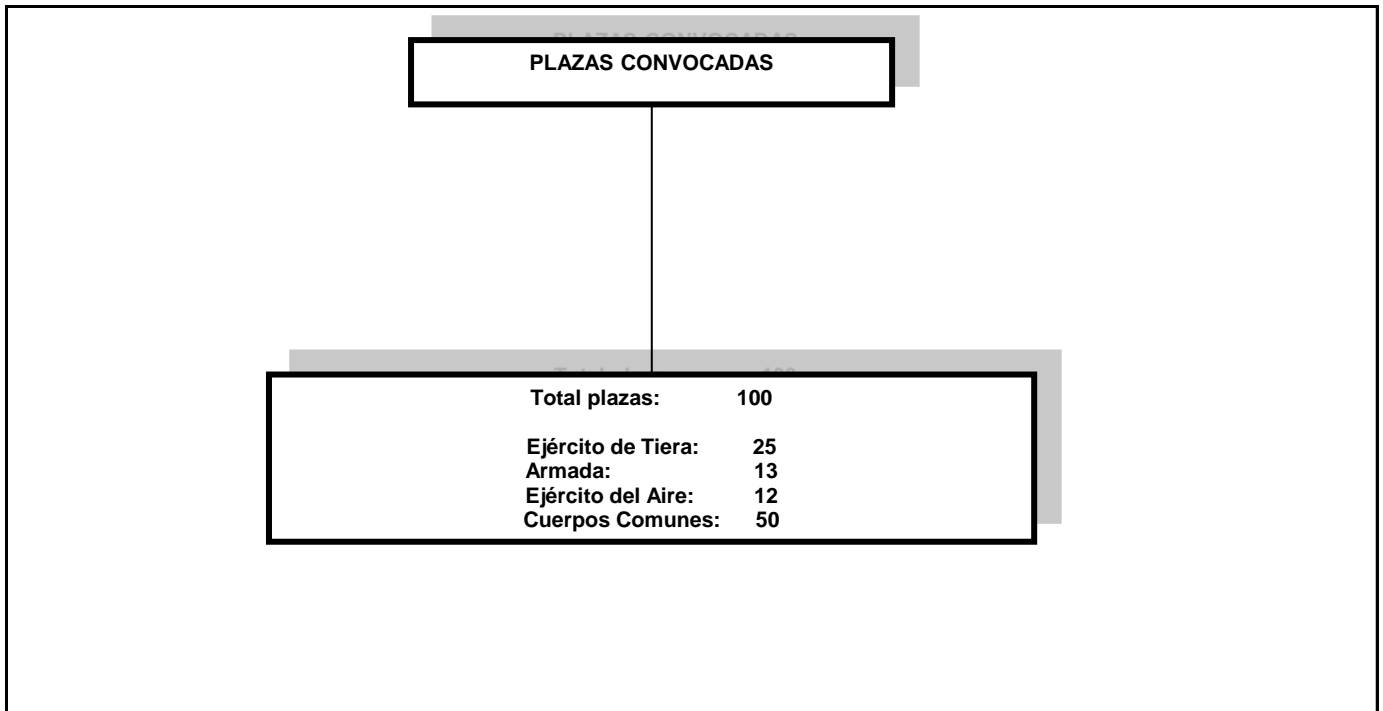 PLAZAS CONVOCADAS
Total plazas: 100
Ejército de Tiera: 25
Armada: 13
Ejército del Aire: 12
Cuerpos Comunes: 50